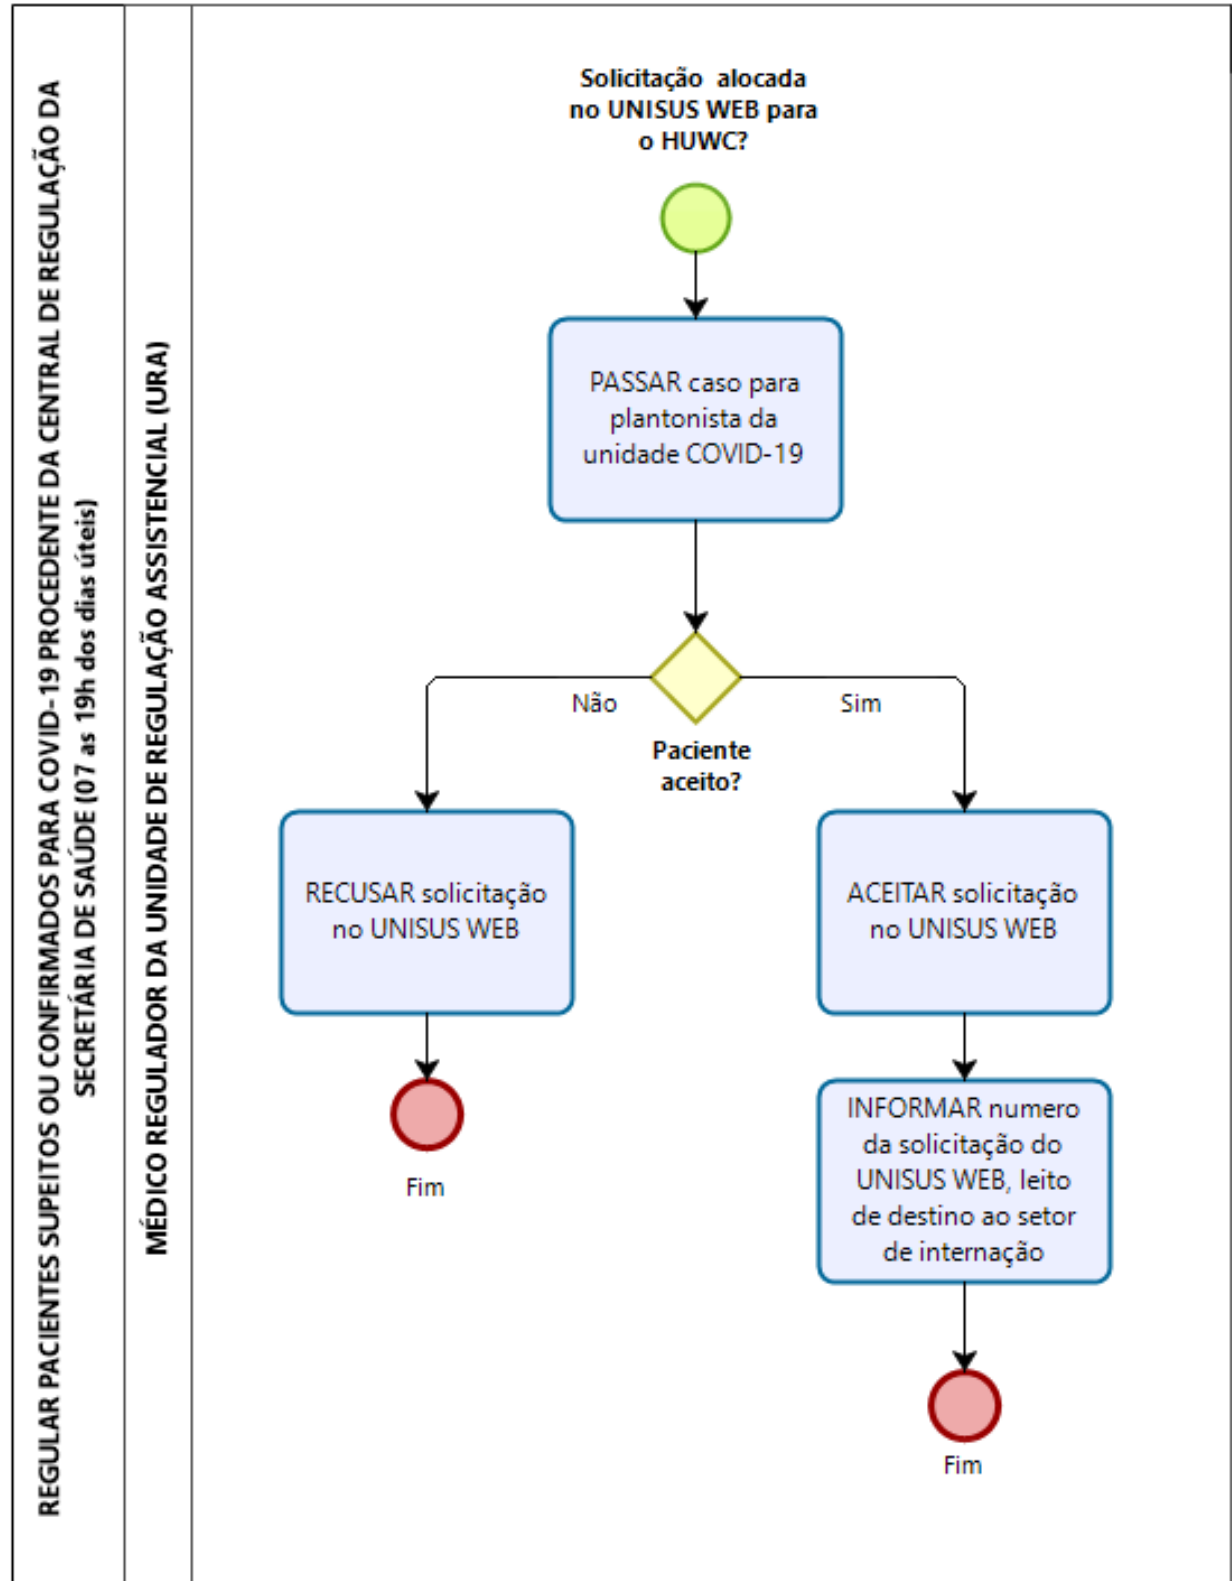 REGULAR PACIENTES SUPEITOS OU CONFIRMADOS PARA COVID-19 PROCEDENTE DA CENTRAL DE REGULAÇÃO DA
SECRETÁRIA DE SAÚDE (07 as 19h dos dias úteis)
MÉDICO REGULADOR DA UNIDADE DE REGULAÇÃO ASSISTENCIAL (URA)
Solicitação alocada
no UNISUS WEB para
o HUWC?
PASSAR caso para
plantonista da
unidade COVID-19
Não
Sim
Paciente
aceito?
RECUSAR solicitação
no UNISUS WEB
Fim
ACEITAR solicitação
no UNISUS WEB
INFORMAR numero
da solicitação do
UNISUS WEB, leito
de destino ao setor
de internação
Fim